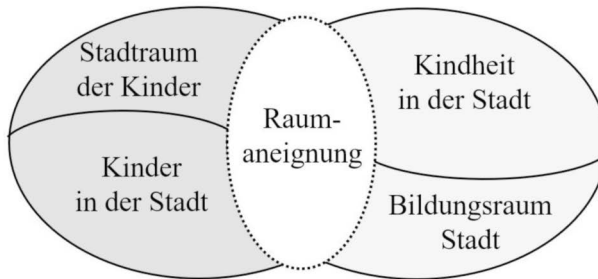 Stadtraum
der Kinder
Kinder
in der Stadt
Raum-
aneignung
Kindheit
in der Stadt
Bildungsraum
Stadt